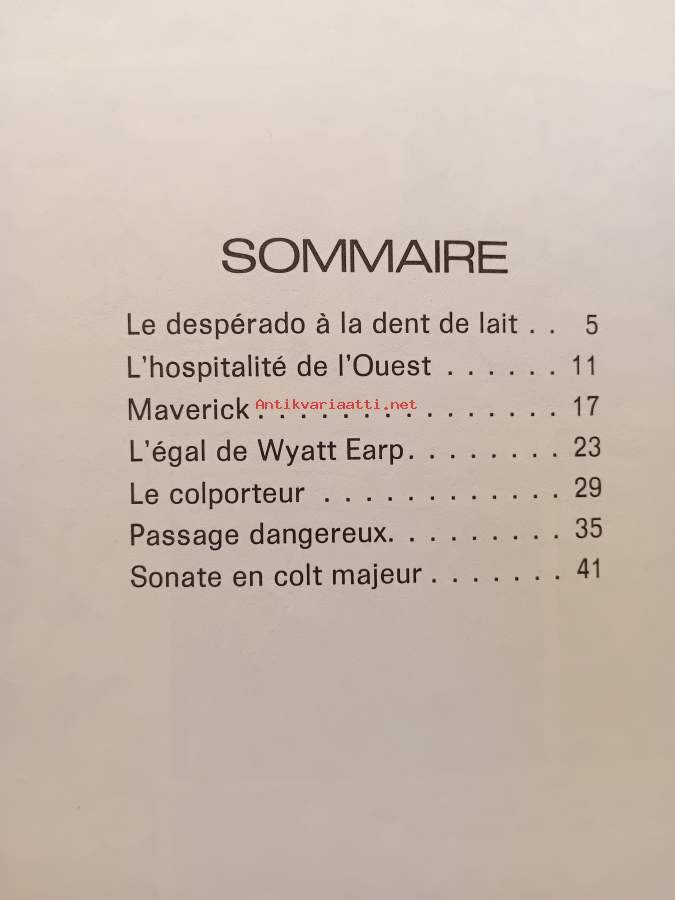 SOMMAIRE
Le despérado à la dent de lait . . 5
L'hospitalité de l'Ouest . . . . . . 11
Maverick . . . . . . . . . . . . . 17
Antikvariaatti.net
L'égal de Wyatt Earp. . . . . . . . 23
Le colporteur . . . . . . . . . . . . 29
Passage dangereux. . . . . . . . . 35
Sonate en colt majeur . . . . . . . 41